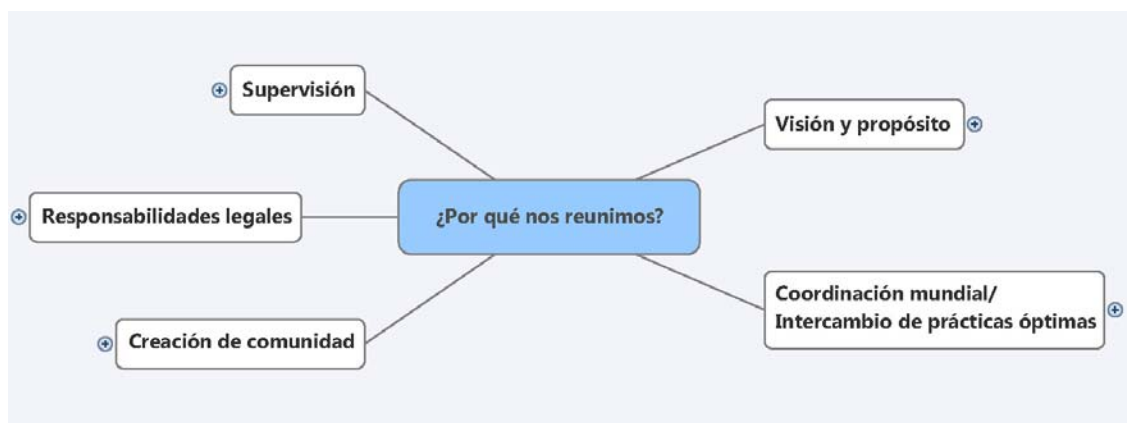 Supervisión
Visión y propósito
Responsabilidades legales
¿Por qué nos reunimos?
Coordinación mundial/
Intercambio de prácticas óptimas
Creación de comunidad